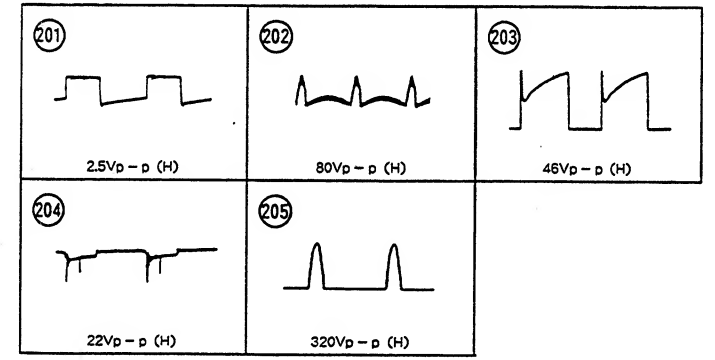 201
202
203
2.5Vp – p (H)
80Vp – p (H)
46Vp – p (H)
204
205
22Vp – p (H)
320Vp – p (H)